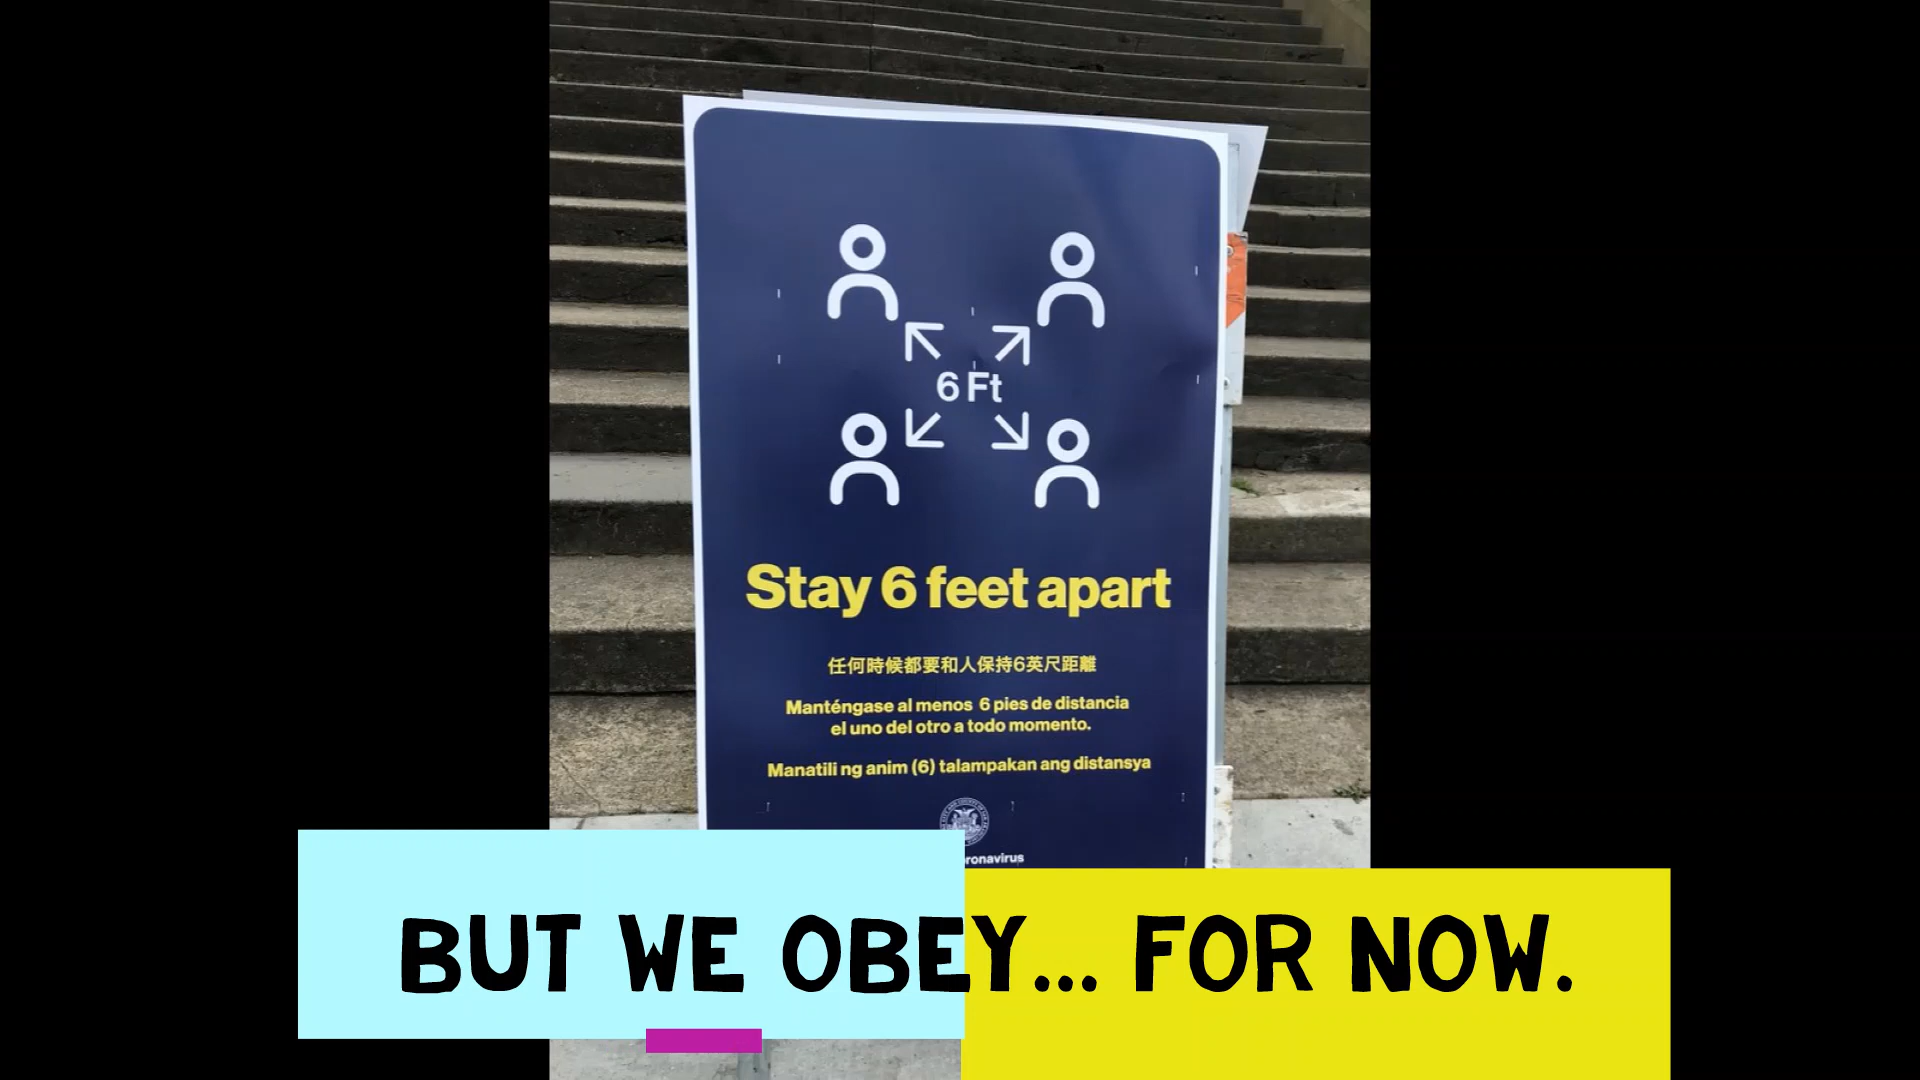 6 Ft
Stay 6 feet apart
任何時候都要和人保持6英尺距離
Manténgase al menos 6 pies de distancia
el uno del otro a todo momento.
Manatili ng anim (6) talampakan ang distansya
BUT WE OBEY... FOR NOW.